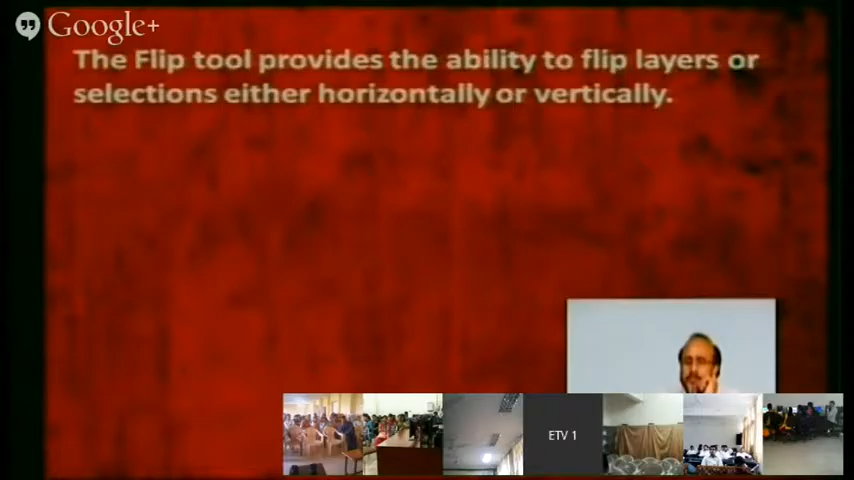 Google+
The Flip tool provides the ability to flip layers or
selections either horizontally or vertically.
ETV 1